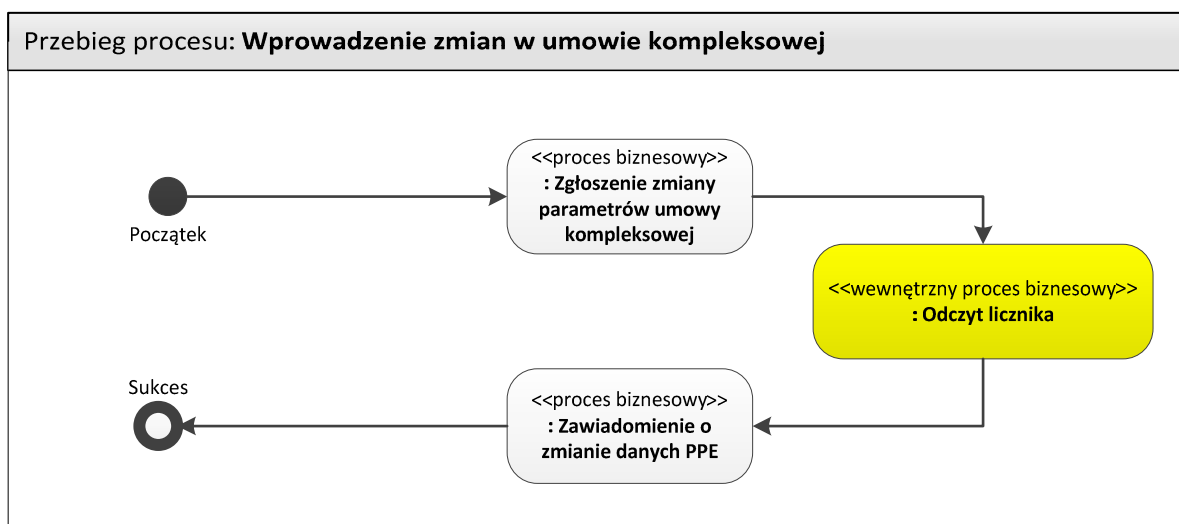 Przebieg procesu: Wprowadzenie zmian w umowie kompleksowej
<<proces biznesowy>>
: Zgłoszenie zmiany
parametrów umowy
kompleksowej
Początek
<<wewnętrzny proces biznesowy>>
: Odczyt licznika
Sukces
<<proces biznesowy>>
: Zawiadomienie o
zmianie danych PPE